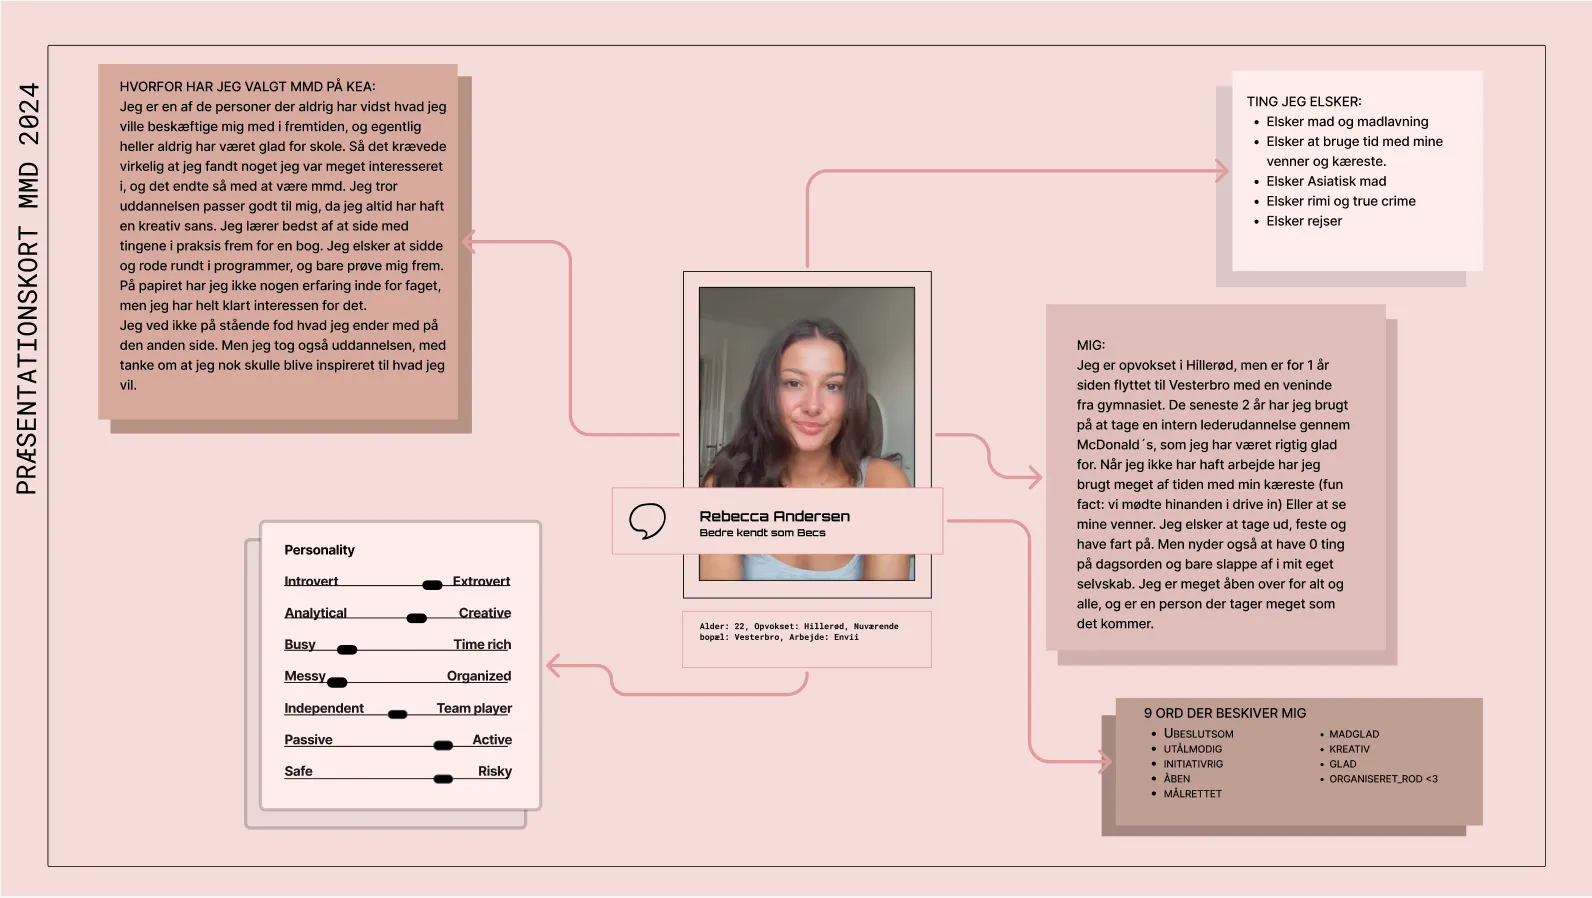 PRÆSENTATIONSKORT MMD 2024
HVORFOR HAR JEG VALGT MMD PÅ KEA:
Jeg er en af de personer der aldrig har vidst hvad jeg
ville beskæftige mig med i fremtiden, og egentlig
heller aldrig har været glad for skole. Så det krævede
virkelig at jeg fandt noget jeg var meget interesseret
i, og det endte så med at være mmd. Jeg tror
uddannelsen passer godt til mig, da jeg altid har haft
en kreativ sans. Jeg lærer bedst af at side med
tingene i praksis frem for en bog. Jeg elsker at sidde
og rode rundt i programmer, og bare prøve mig frem.
På papiret har jeg ikke nogen erfaring inde for faget,
men jeg har helt klart interessen for det.
Jeg ved ikke på stående fod hvad jeg ender med på
den anden side. Men jeg tog også uddannelsen, med
tanke om at jeg nok skulle blive inspireret til hvad jeg
vil.
TING JEG ELSKER:
• Elsker mad og madlavning
• Elsker at bruge tid med mine
venner og kæreste.
• Elsker Asiatisk mad
• Elsker rimi og true crime
• Elsker rejser
MIG:
Jeg er opvokset i Hillerød, men er for 1 år
siden flyttet til Vesterbro med en veninde
fra gymnasiet. De seneste 2 år har jeg brugt
på at tage en intern lederudannelse gennem
McDonald´s, som jeg har været rigtig glad
for. Når jeg ikke har haft arbejde har jeg
brugt meget af tiden med min kæreste (fun
fact: vi mødte hinanden i drive in) Eller at se
mine venner. Jeg elsker at tage ud, feste og
have fart på. Men nyder også at have 0 ting
på dagsorden og bare slappe af i mit eget
selvskab. Jeg er meget åben over for alt og
alle, og er en person der tager meget som
det kommer.
Rebecca Andersen
Bedre kendt som Becs
Alder: 22, Opvokset: Hillerød, Nuværende
bopæl: Vesterbro, Arbejde: Envii
Personality
Introvert Extrovert
Analytical Creative
Busy Time rich
Messy Organized
Independent Team player
Passive Active
Safe Risky
9 ORD DER BESKIVER MIG
• UBESLUTSOM
• UTÅLMODIG
• INITIATIVRIG
• ÅBEN
• MÅLRETTET
• MADGLAD
• KREATIV
• GLAD
• ORGANISERET_ROD <3